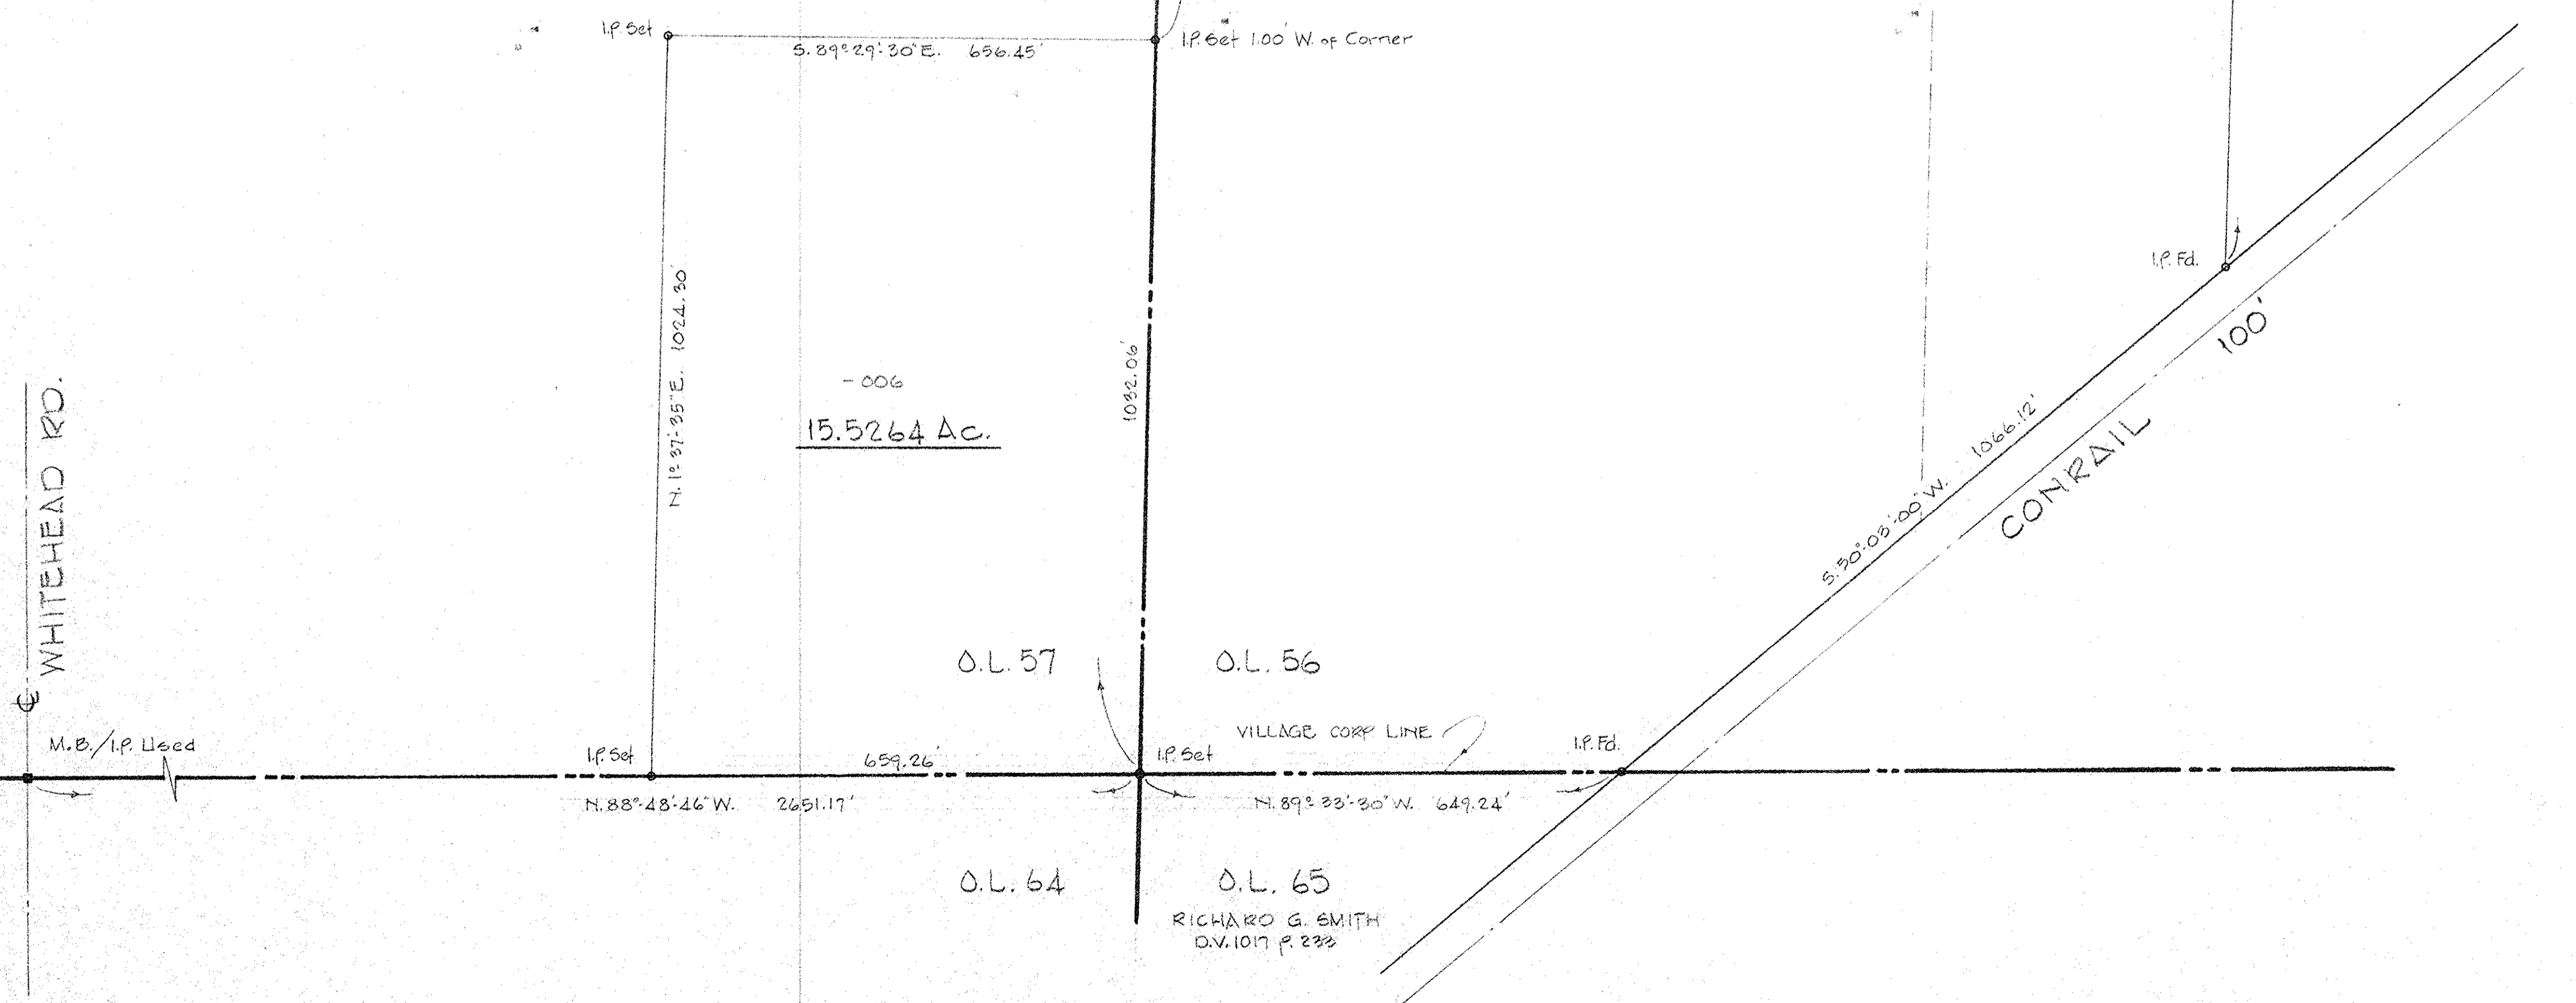 I.P. Set
S. 89°-29'-30" E. 656.45'
I.P. Set 1.00' W. of Corner
I.P. Fd.
100'
N. 1°-37'-35" E. 1024.30'
1032.06'
-006
15.5264 Ac.
S. 50°-03'-00" W. 1066.12'
CONRAIL
WHITEHEAD RD.
℄
O.L. 57
O.L. 56
VILLAGE CORP LINE
M.B./I.P. Used
I.P. Set
659.26'
I.P. Set
I.P. Fd.
N. 88°-48'-46" W. 2651.17'
N. 89°-33'-30" W. 649.24'
O.L. 64
O.L. 65
RICHARD G. SMITH
D.V. 1017 P. 233